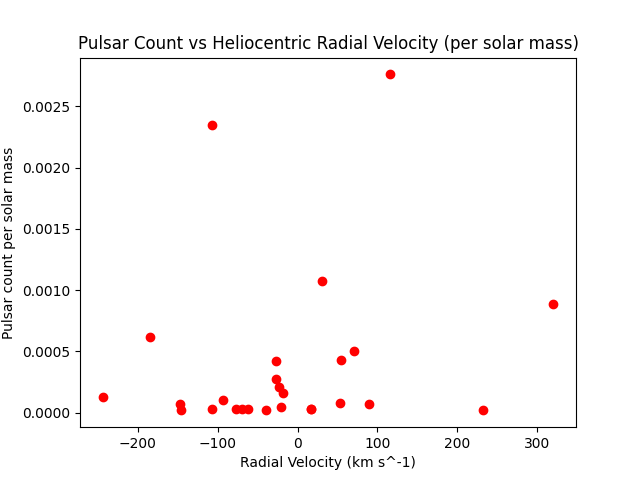 Pulsar Count vs Heliocentric Radial Velocity (per solar mass)
Pulsar count per solar mass
0.0025
0.0020
0.0015
0.0010
0.0005
0.0000
−200 −100 0 100 200 300
Radial Velocity (km s^-1)